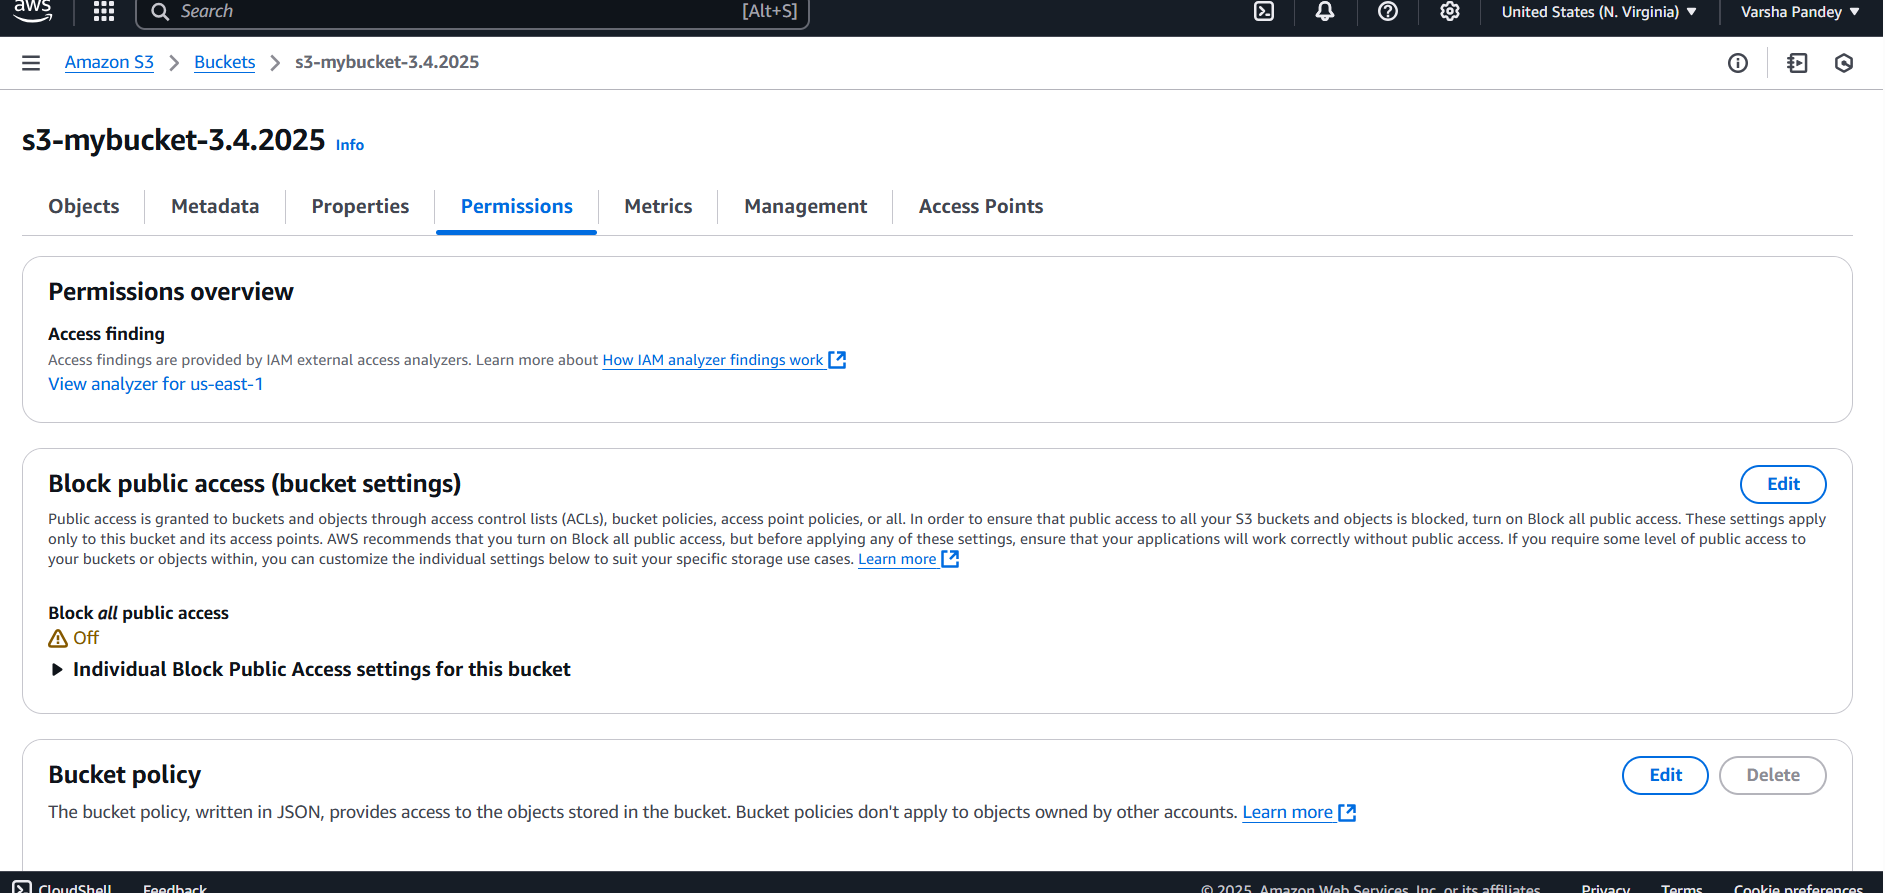 aws
Search [Alt+S]
United States (N. Virginia) Varsha Pandey
Amazon S3 Buckets s3-mybucket-3.4.2025
s3-mybucket-3.4.2025 Info
Objects Metadata Properties Permissions Metrics Management Access Points
Permissions overview
Access finding
Access findings are provided by IAM external access analyzers. Learn more about How IAM analyzer findings work
View analyzer for us-east-1
Block public access (bucket settings) Edit
Public access is granted to buckets and objects through access control lists (ACLs), bucket policies, access point policies, or all. In order to ensure that public access to all your S3 buckets and objects is blocked, turn on Block all public access. These settings apply
only to this bucket and its access points. AWS recommends that you turn on Block all public access, but before applying any of these settings, ensure that your applications will work correctly without public access. If you require some level of public access to
your buckets or objects within, you can customize the individual settings below to suit your specific storage use cases. Learn more
Block all public access
Off
Individual Block Public Access settings for this bucket
Bucket policy Edit Delete
The bucket policy, written in JSON, provides access to the objects stored in the bucket. Bucket policies don't apply to objects owned by other accounts. Learn more
CloudShell Feedback © 2025, Amazon Web Services, Inc. or its affiliates. Privacy Terms Cookie preferences